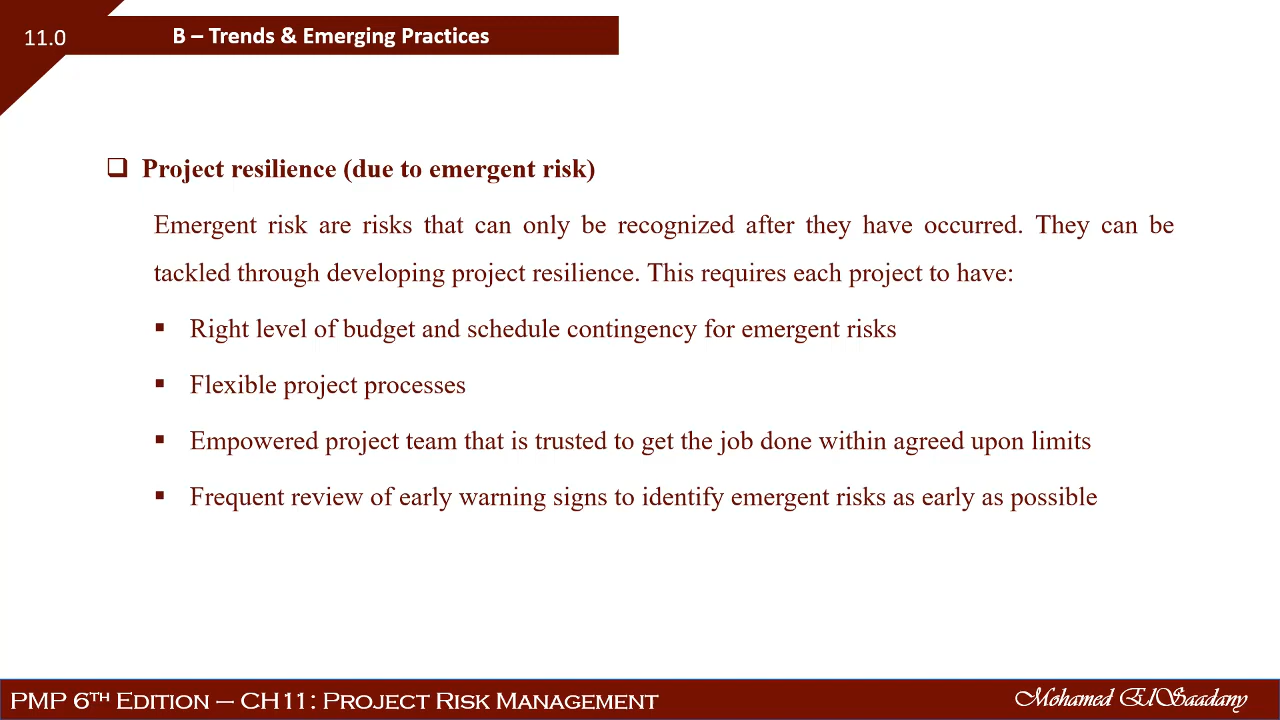 11.0
B – Trends & Emerging Practices
❑ Project resilience (due to emergent risk)
Emergent risk are risks that can only be recognized after they have occurred. They can be
tackled through developing project resilience. This requires each project to have:
▪ Right level of budget and schedule contingency for emergent risks
▪ Flexible project processes
▪ Empowered project team that is trusted to get the job done within agreed upon limits
▪ Frequent review of early warning signs to identify emergent risks as early as possible
PMP 6TH Edition – CH11: Project Risk Management
Mohamed ElSaadany